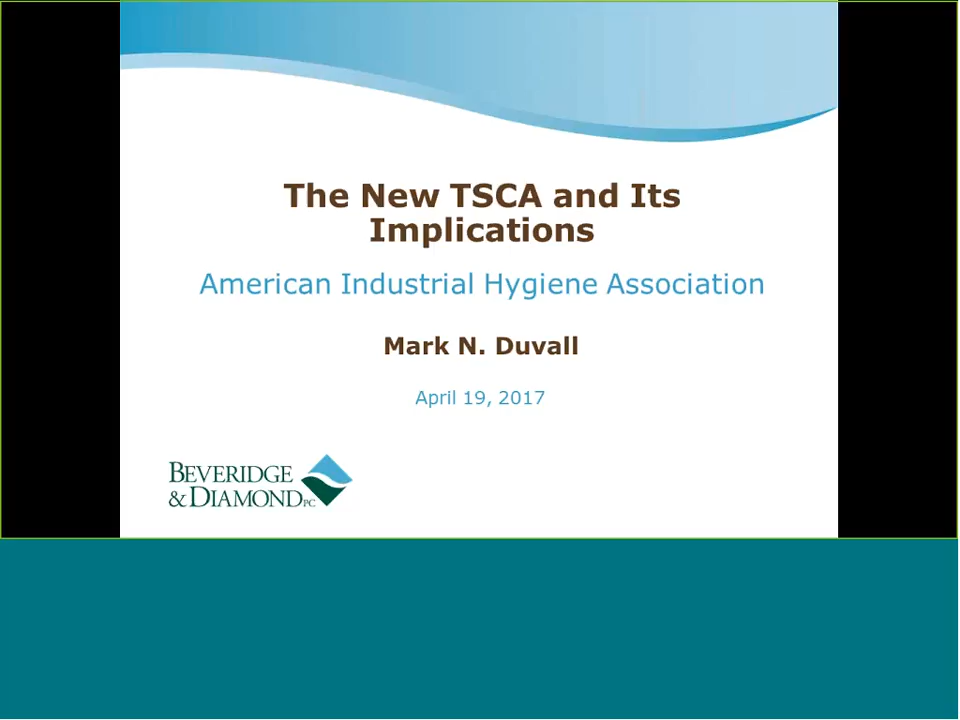 The New TSCA and Its
Implications
American Industrial Hygiene Association
Mark N. Duvall
April 19, 2017
BEVERIDGE
& DIAMOND PC